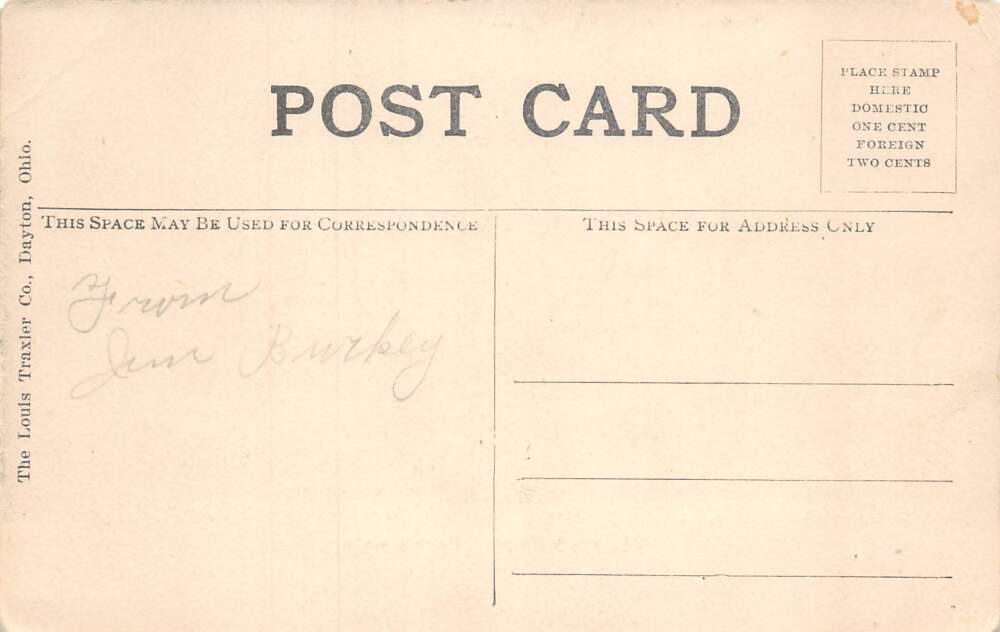 POST CARD
PLACE STAMP
HERE
DOMESTIC
ONE CENT
FOREIGN
TWO CENTS
THIS SPACE MAY BE USED FOR CORRESPONDENCE
THIS SPACE FOR ADDRESS ONLY
From
Jim Burkey
The Louis Traxler Co., Dayton, Ohio.